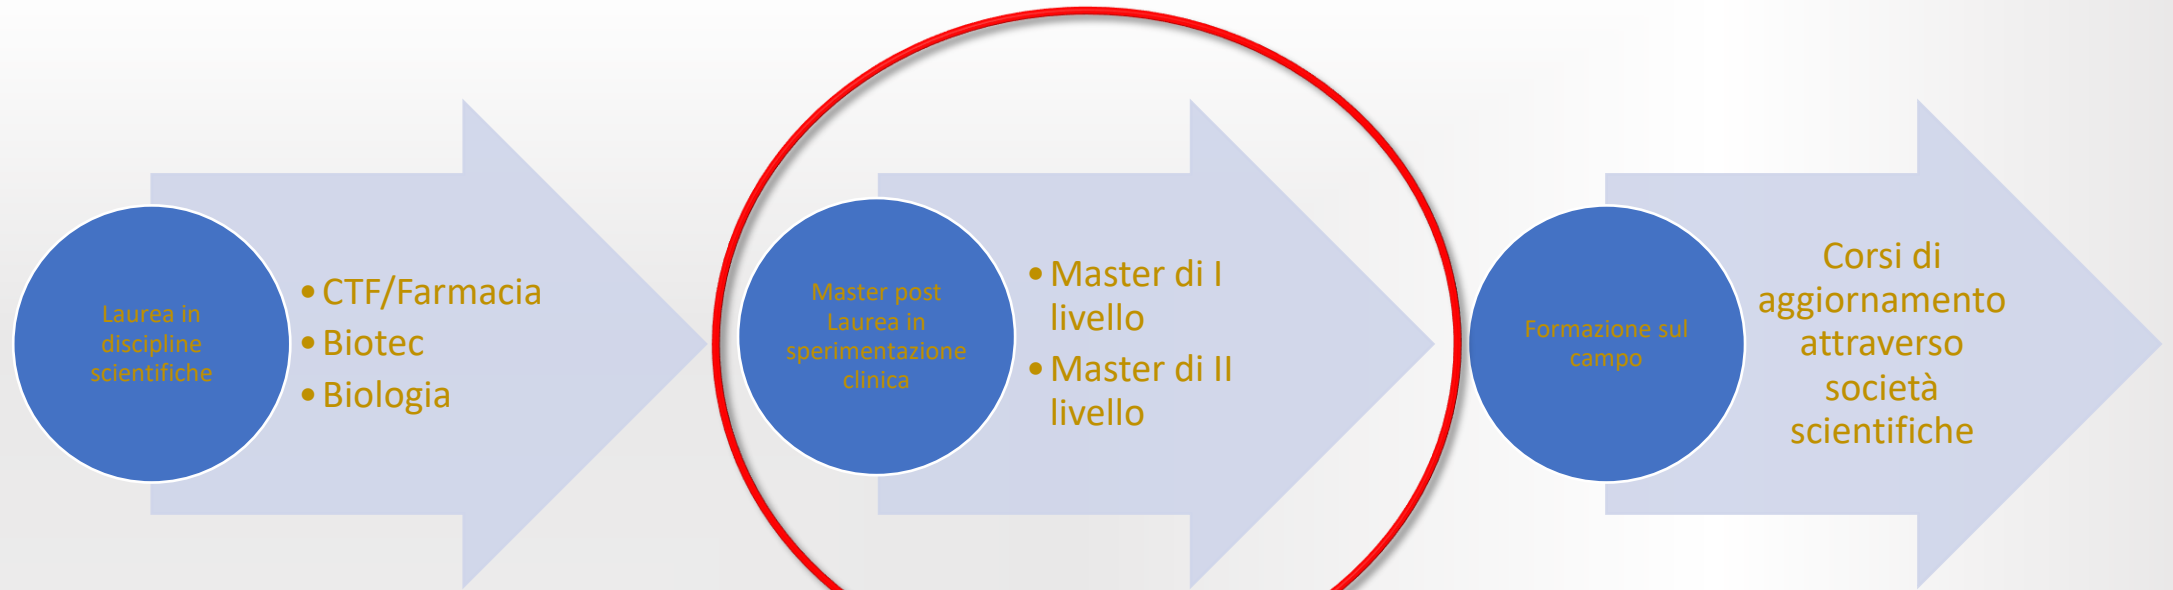 Laurea in
discipline
scientifiche
• CTF/Farmacia
• Biotec
• Biologia
Master post
Laurea in
sperimentazione
clinica
• Master di I
livello
• Master di II
livello
Formazione sul
campo
Corsi di
aggiornamento
attraverso
società
scientifiche